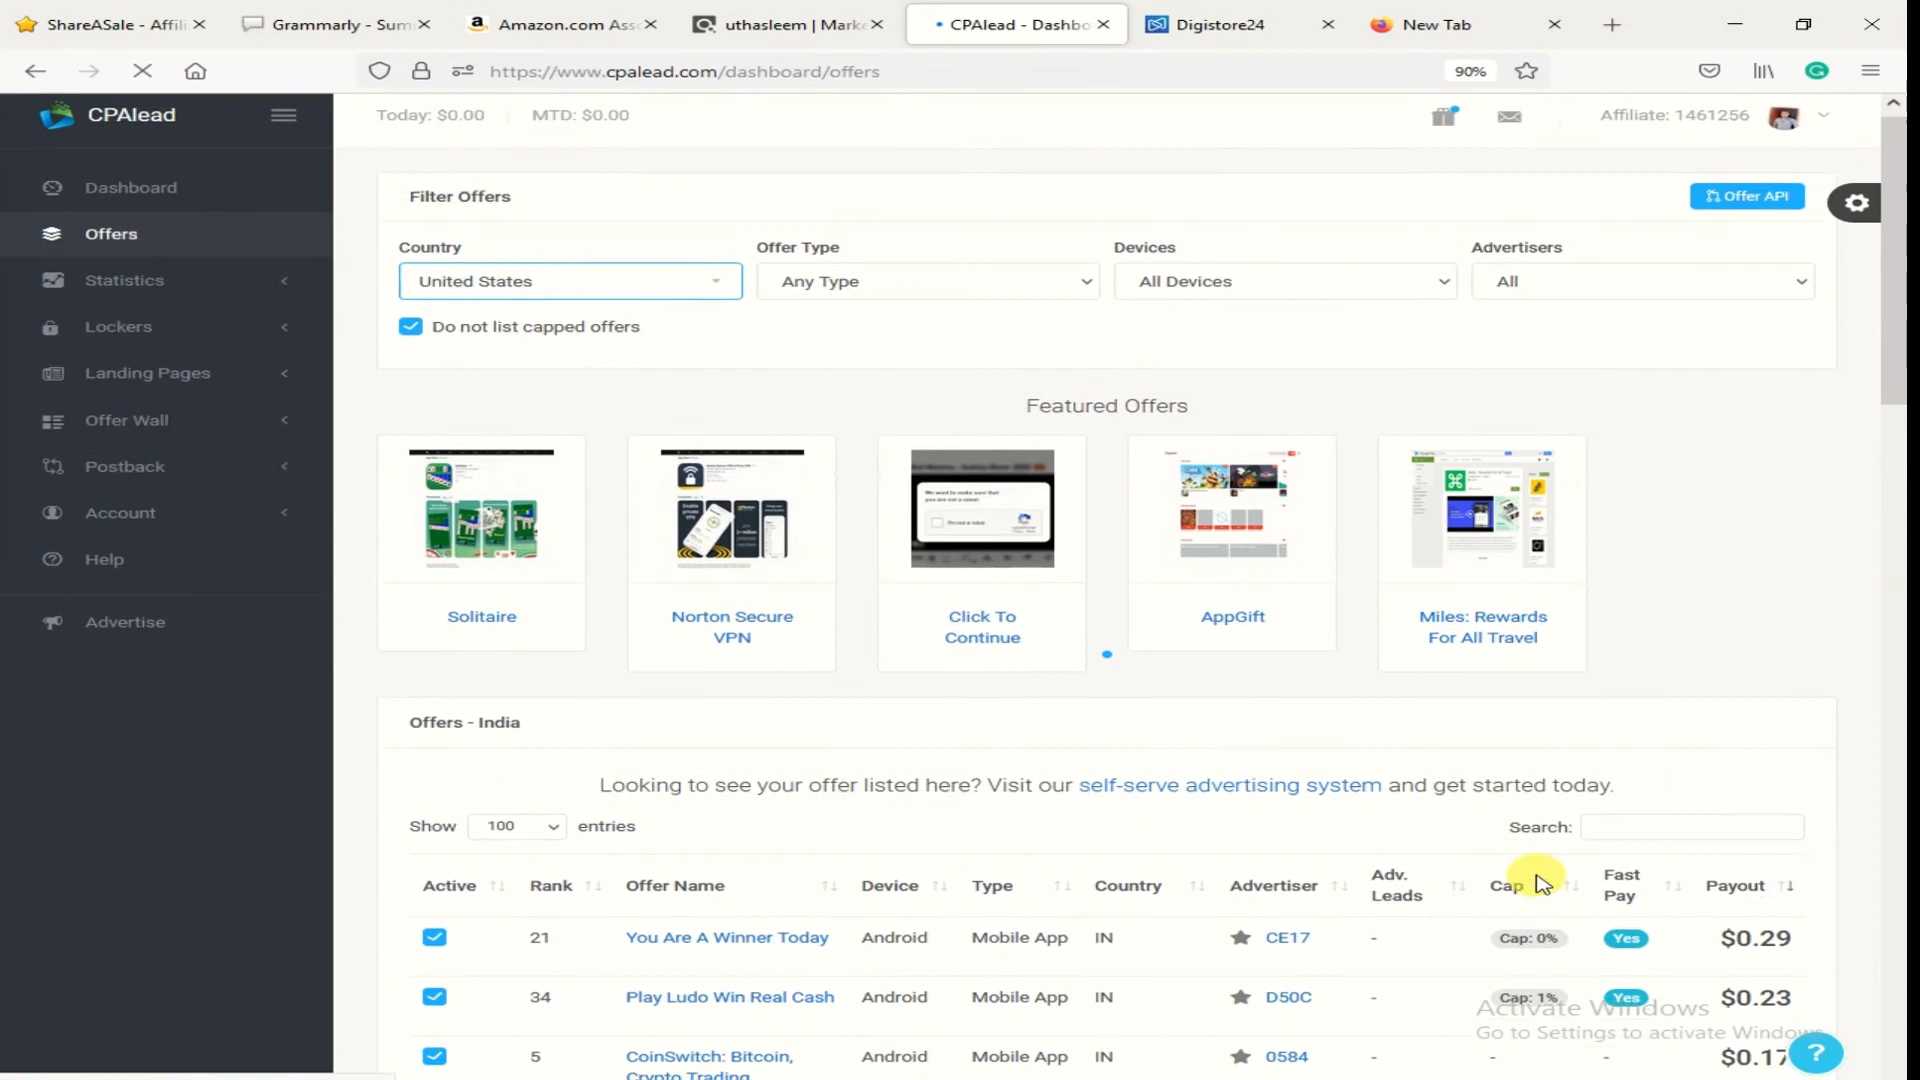 ShareASale - Affili
Grammarly - Sum
Amazon.com Ass
uthasleem | Mark
CPAlead - Dashbo
Digistore24
New Tab
https://www.cpalead.com/dashboard/offers
90%
CPAlead
Today: $0.00
MTD: $0.00
Affiliate: 1461256
Dashboard
Offers
Statistics
Lockers
Landing Pages
Offer Wall
Postback
Account
Help
Advertise
Filter Offers
Offer API
Country
Offer Type
Devices
Advertisers
United States
Any Type
All Devices
All
Do not list capped offers
Featured Offers
Solitaire
Norton Secure
VPN
Click To
Continue
AppGift
Miles: Rewards
For All Travel
Offers - India
Looking to see your offer listed here? Visit our self-serve advertising system and get started today.
Show 100 entries
Search:
Active Rank Offer Name Device Type Country Advertiser Adv. Leads Cap Fast Pay Payout
21 You Are A Winner Today Android Mobile App IN CE17 - Cap: 0% Yes $0.29
34 Play Ludo Win Real Cash Android Mobile App IN D50C - Cap: 1% Yes $0.23
5 CoinSwitch: Bitcoin, Android Mobile App IN 0584 - - - $0.17
Crypto Trading
Activate Windows
Go to Settings to activate Windows
?